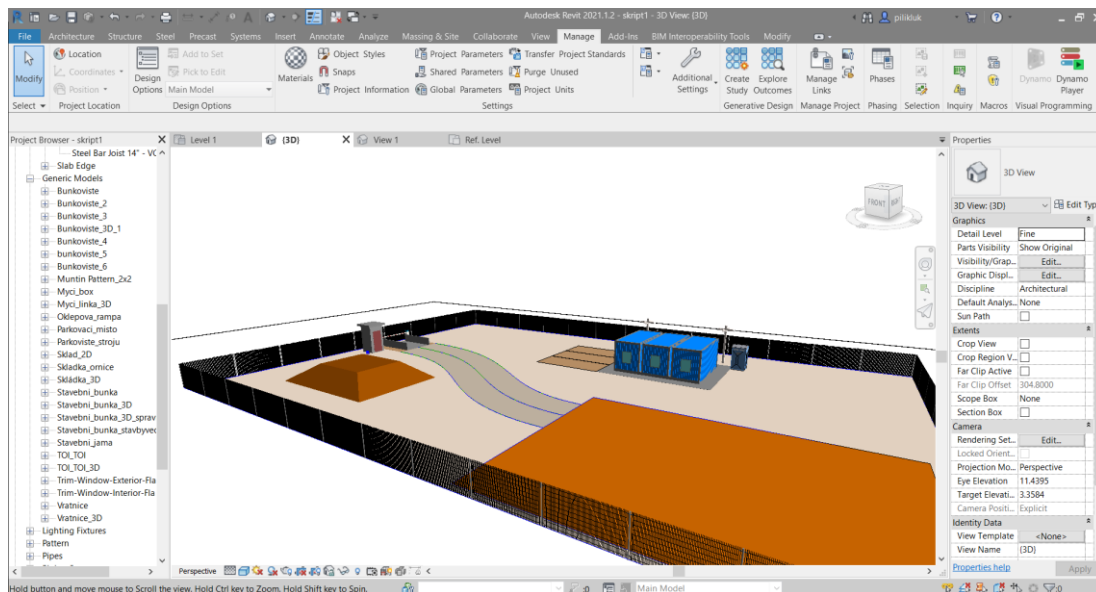 Autodesk Revit 2021.1.2 - skript1 - 3D View: {3D}
pilikluk
File Architecture Structure Steel Precast Systems Insert Annotate Analyze Massing & Site Collaborate View Manage Add-Ins BIM Interoperability Tools Modify
Modify
Location
Coordinates
Position
Design
Options
Add to Set
Pick to Edit
Main Model
Materials
Object Styles
Snaps
Project Information
Project Parameters
Shared Parameters
Global Parameters
Transfer Project Standards
Purge Unused
Project Units
Additional
Settings
Create
Study
Explore
Outcomes
Manage
Links
Phases
Dynamo
Dynamo
Player
Select Project Location Design Options Settings Generative Design Manage Project Phasing Selection Inquiry Macros Visual Programming
Project Browser - skript1
Level 1 {3D} View 1 Ref. Level
Steel Bar Joist 14" - VC
Slab Edge
Generic Models
Bunkoviste
Bunkoviste_2
Bunkoviste_3
Bunkoviste_3D_1
Bunkoviste_4
bunkoviste_5
Bunkoviste_6
Muntin Pattern_2x2
Myci_box
Myci_linka_3D
Oklepova_rampa
Parkovaci_misto
Parkoviste_stroju
Sklad_2D
Skladka_ornice
Skládka_3D
Stavebni_bunka
Stavebni_bunka_3D
Stavebni_bunka_3D_sprav
Stavebni_bunka_stavbyvec
Stavebni_jama
TOI_TOI
TOI_TOI_3D
Trim-Window-Exterior-Fla
Trim-Window-Interior-Fla
Vratnice
Vratnice_3D
Lighting Fixtures
Pattern
Pipes
FRONT
Properties
3D View
3D View: {3D} Edit Typ
Graphics
Detail Level Fine
Parts Visibility Show Original
Visibility/Grap... Edit...
Graphic Displ... Edit...
Discipline Architectural
Default Analys... None
Sun Path
Extents
Crop View
Crop Region V...
Far Clip Active
Far Clip Offset 304.8000
Scope Box None
Section Box
Camera
Rendering Set... Edit...
Locked Orient...
Projection Mo... Perspective
Eye Elevation 11.4395
Target Elevati... 3.3584
Camera Positi... Explicit
Identity Data
View Template <None>
View Name {3D}
Properties help Apply
Perspective
Hold button and move mouse to Scroll the view. Hold Ctrl key to Zoom. Hold Shift key to Spin.
:0
Main Model
:0